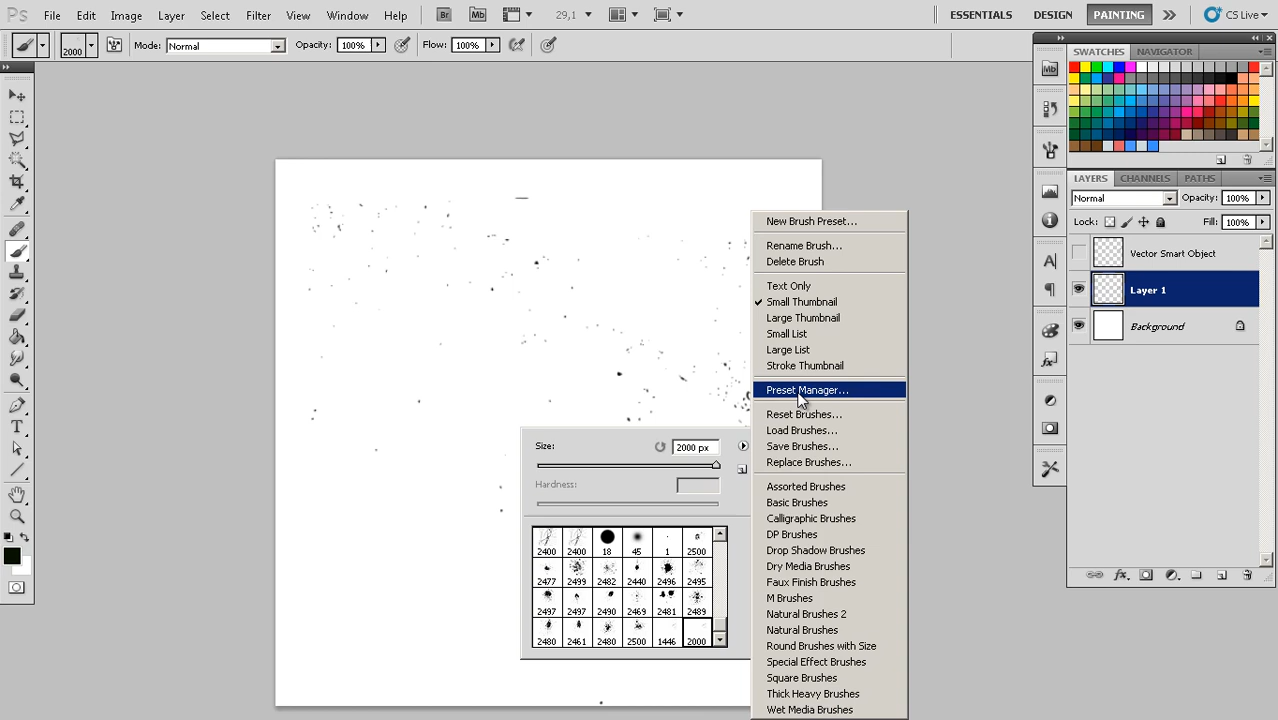 Ps File Edit Image Layer Select Filter View Window Help Br Mb 29,1 ESSENTIALS DESIGN PAINTING CS Live
2000 Mode: Normal Opacity: 100% Flow: 100%
Mb SWATCHES NAVIGATOR
LAYERS CHANNELS PATHS
Normal Opacity: 100%
Lock: Fill: 100%
Vector Smart Object
Layer 1
Background
fx
New Brush Preset...
Rename Brush...
Delete Brush
Text Only
Small Thumbnail
Large Thumbnail
Small List
Large List
Stroke Thumbnail
Preset Manager...
Reset Brushes...
Load Brushes...
Save Brushes...
Replace Brushes...
Assorted Brushes
Basic Brushes
Calligraphic Brushes
DP Brushes
Drop Shadow Brushes
Dry Media Brushes
Faux Finish Brushes
M Brushes
Natural Brushes 2
Natural Brushes
Round Brushes with Size
Special Effect Brushes
Square Brushes
Thick Heavy Brushes
Wet Media Brushes
Size: 2000 px
Hardness:
2400 2400 18 45 1 2500
2477 2499 2482 2440 2496 2495
2497 2497 2490 2469 2481 2489
2480 2461 2480 2500 1446 2000